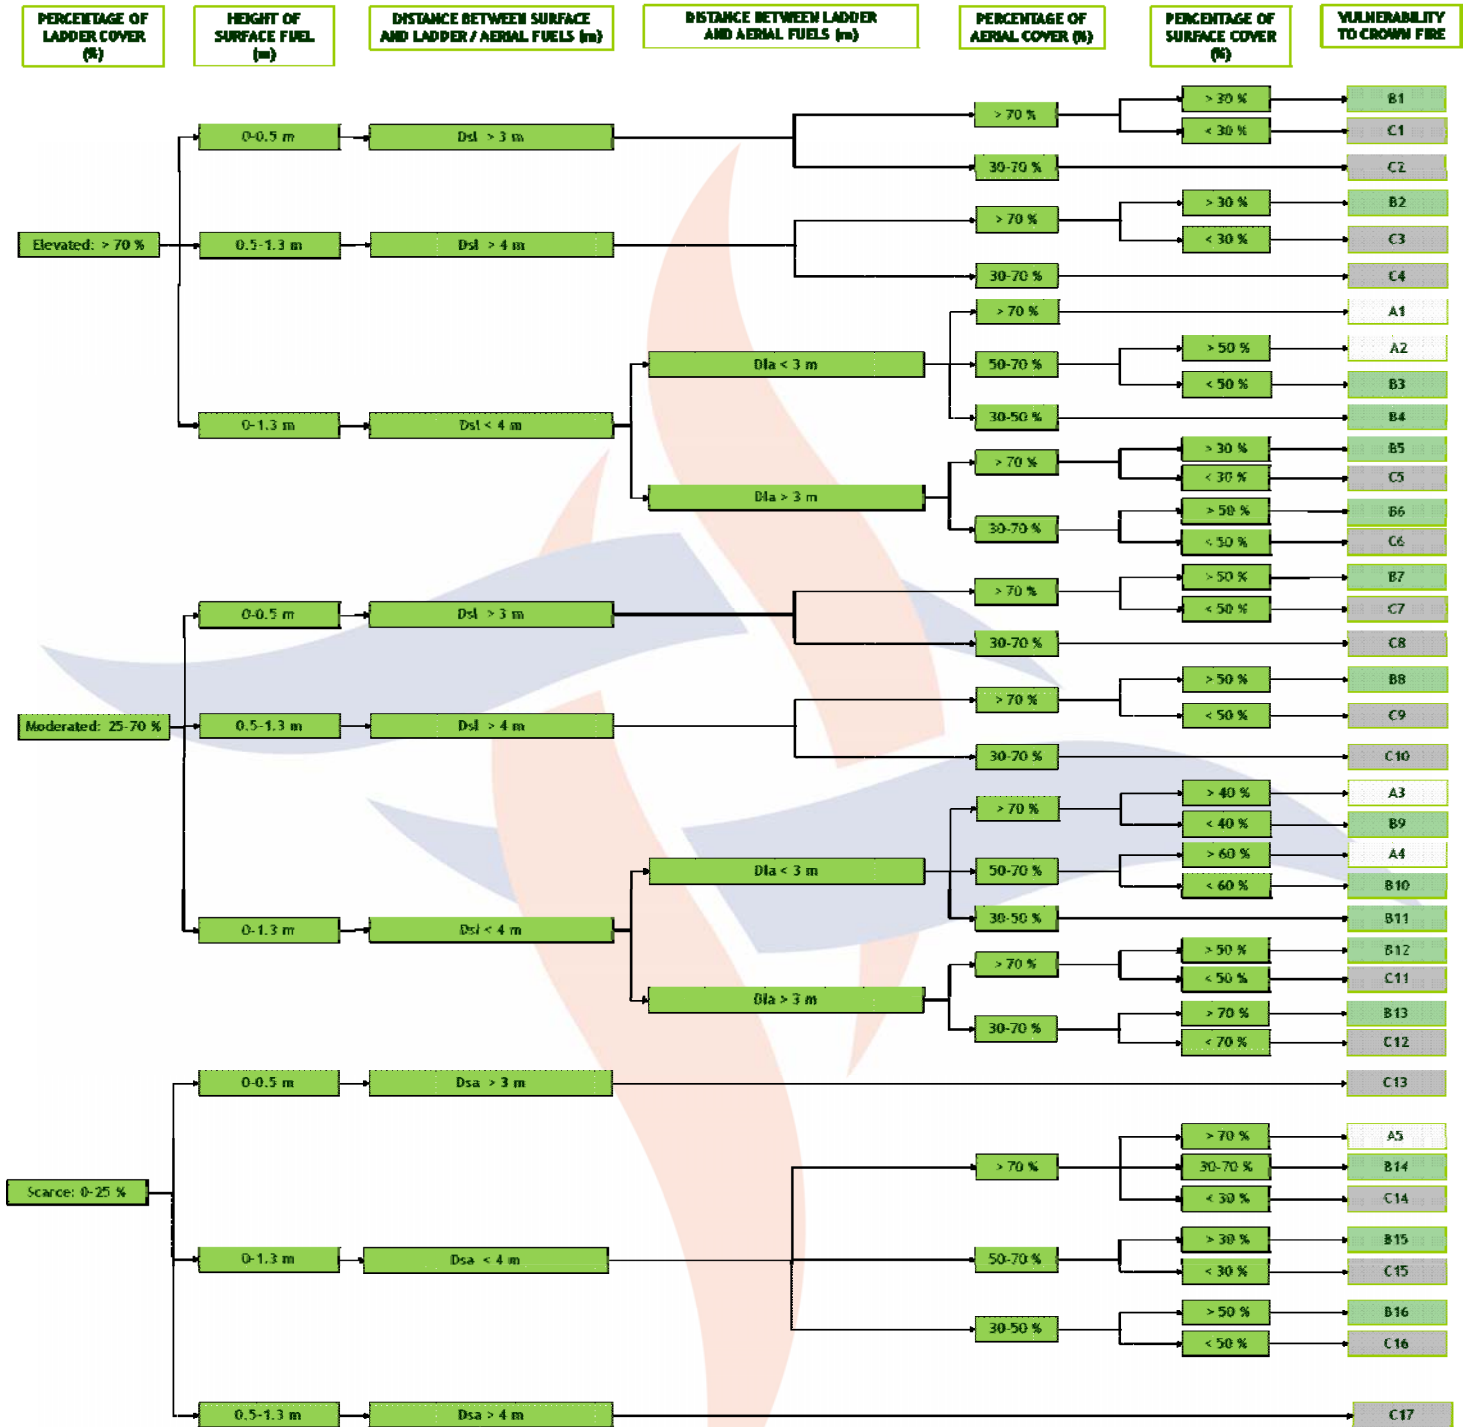 PERCENTAGE OF
LADDER COVER
(%)
HEIGHT OF
SURFACE FUEL
(m)
DISTANCE BETWEEN SURFACE
AND LADDER / AERIAL FUELS (m)
DISTANCE BETWEEN LADDER
AND AERIAL FUELS (m)
PERCENTAGE OF
AERIAL COVER (%)
PERCENTAGE OF
SURFACE COVER
(%)
VULNERABILITY
TO CROWN FIRE
Elevated: > 70 %
0-0.5 m
Dsl > 3 m
> 70 %
> 30 %
B1
< 30 %
C1
30-70 %
C2
0.5-1.3 m
Dsl > 4 m
> 70 %
> 30 %
B2
< 30 %
C3
30-70 %
C4
0-1.3 m
Dsl < 4 m
Dla < 3 m
> 70 %
A1
50-70 %
> 50 %
A2
< 50 %
B3
30-50 %
B4
Dla > 3 m
> 70 %
> 30 %
B5
< 30 %
C5
30-70 %
> 50 %
B6
< 50 %
C6
Moderated: 25-70 %
0-0.5 m
Dsl > 3 m
> 70 %
> 50 %
B7
< 50 %
C7
30-70 %
C8
0.5-1.3 m
Dsl > 4 m
> 70 %
> 50 %
B8
< 50 %
C9
30-70 %
C10
0-1.3 m
Dsl < 4 m
Dla < 3 m
> 70 %
> 40 %
A3
< 40 %
B9
50-70 %
> 60 %
A4
< 60 %
B10
30-50 %
B11
Dla > 3 m
> 70 %
> 50 %
B12
< 50 %
C11
30-70 %
> 70 %
B13
< 70 %
C12
Scarce: 0-25 %
0-0.5 m
Dsa > 3 m
C13
0-1.3 m
Dsa < 4 m
> 70 %
> 70 %
A5
30-70 %
B14
< 30 %
C14
50-70 %
> 30 %
B15
< 30 %
C15
30-50 %
> 50 %
B16
< 50 %
C16
0.5-1.3 m
Dsa > 4 m
C17